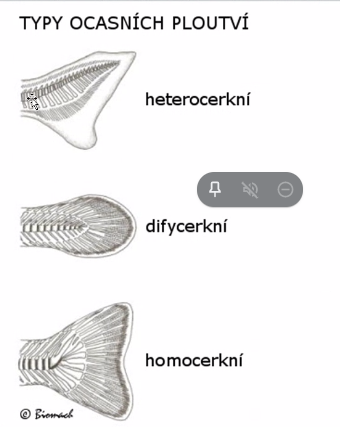 TYPY OCASNÍCH PLOUTVÍ
heterocerkní
difycerkní
homocerkní
© Biomach